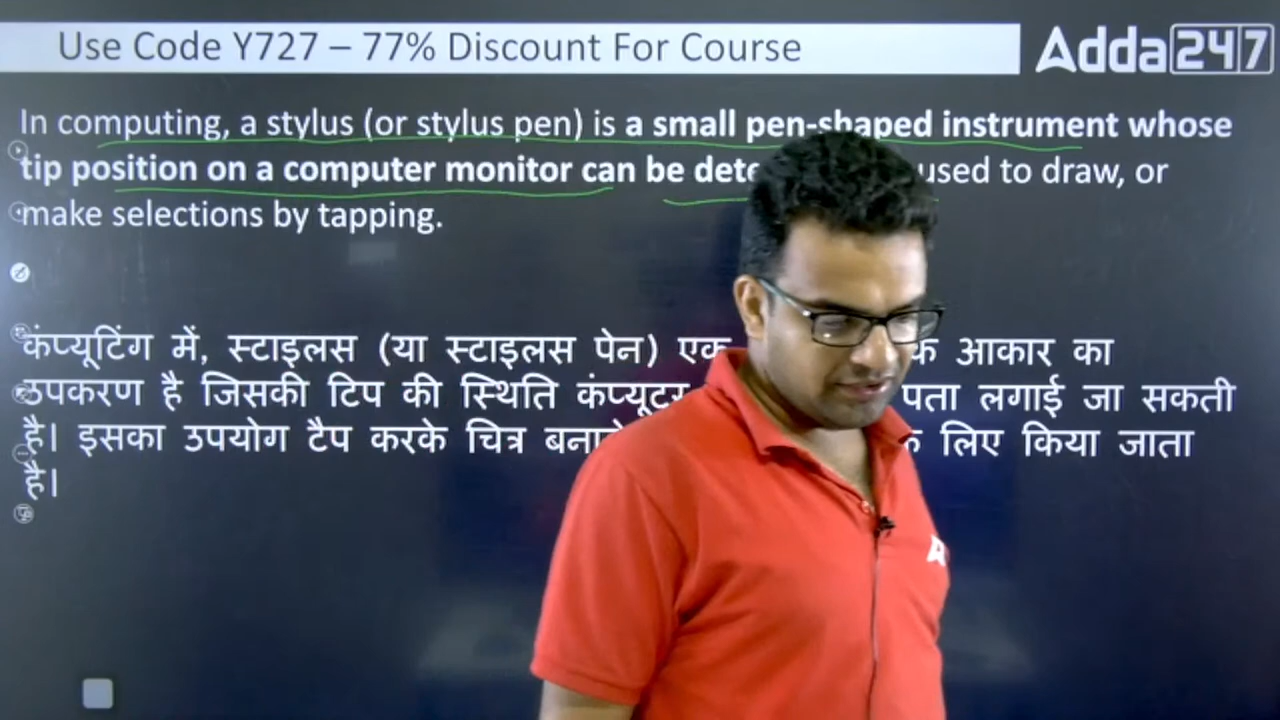 Use Code Y727 – 77% Discount For Course
Adda247
In computing, a stylus (or stylus pen) is a small pen-shaped instrument whose
tip position on a computer monitor can be used to draw, or
make selections by tapping.
कंप्यूटिंग में, स्टाइलस (या स्टाइलस पेन) एक आकार का
उपकरण है जिसकी टिप की स्थिति कंप्यूटर पता लगाई जा सकती
है। इसका उपयोग टैप करके चित्र लिए किया जाता
है।